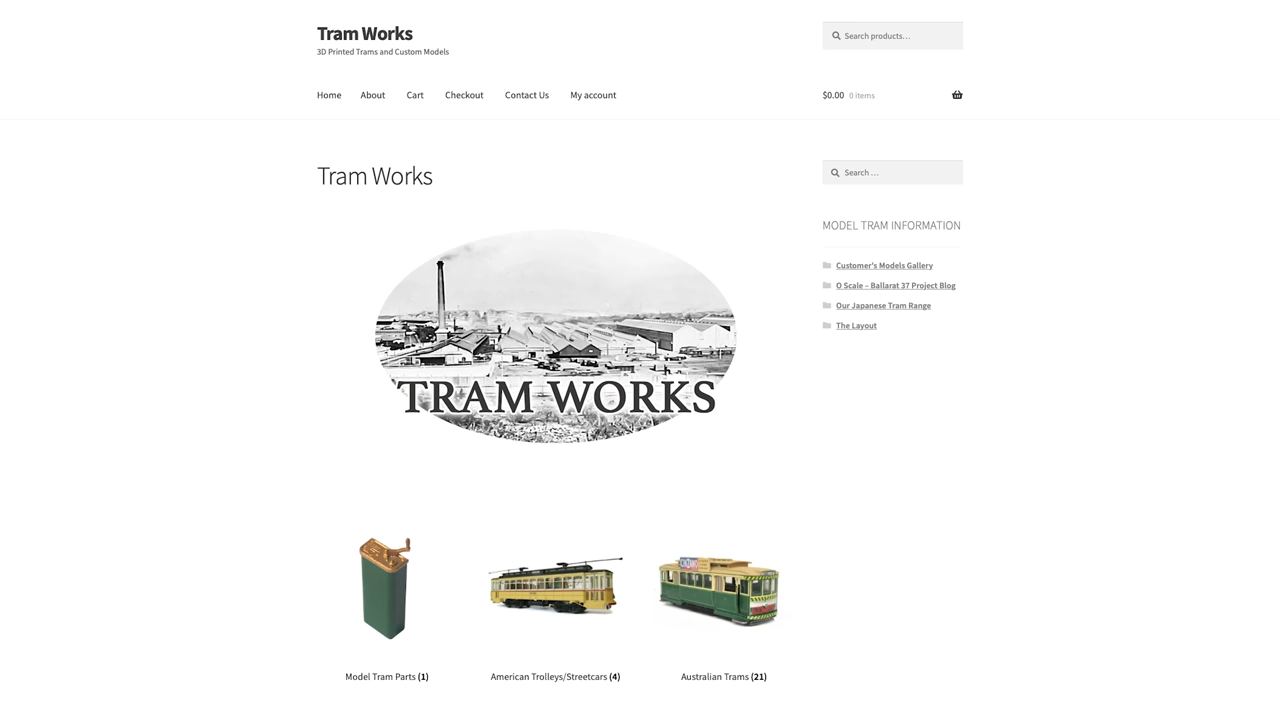 Tram Works
3D Printed Trams and Custom Models
Search products…
Home About Cart Checkout Contact Us My account
$0.00 0 items
Tram Works
Search …
MODEL TRAM INFORMATION
Customer's Models Gallery
O Scale – Ballarat 37 Project Blog
Our Japanese Tram Range
The Layout
TRAM WORKS
Model Tram Parts (1)
American Trolleys/Streetcars (4)
Australian Trams (21)